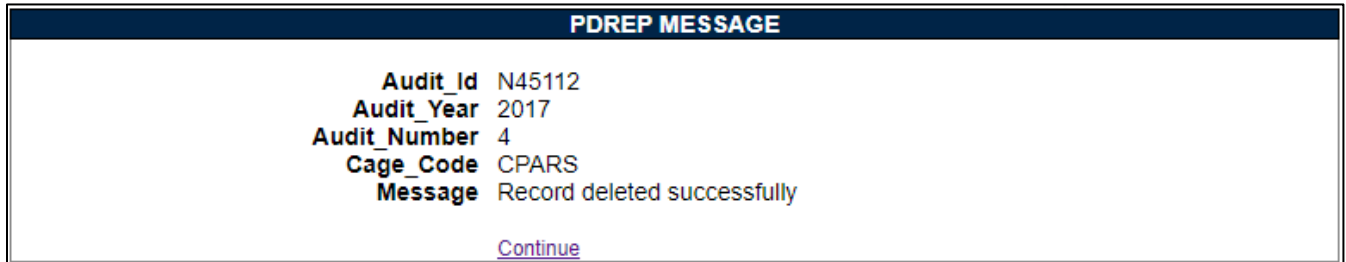 PDREP MESSAGE
Audit_Id N45112
Audit_Year 2017
Audit_Number 4
Cage_Code CPARS
Message Record deleted successfully
Continue